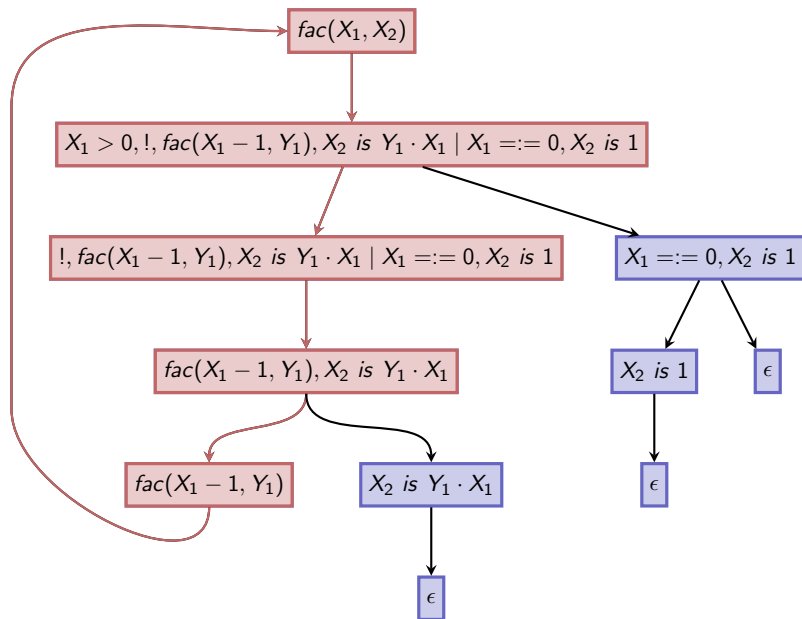 fac(X₁, X₂)
X₁ > 0, !, fac(X₁ − 1, Y₁), X₂ is Y₁ · X₁ | X₁ =:= 0, X₂ is 1
!, fac(X₁ − 1, Y₁), X₂ is Y₁ · X₁ | X₁ =:= 0, X₂ is 1
X₁ =:= 0, X₂ is 1
fac(X₁ − 1, Y₁), X₂ is Y₁ · X₁
X₂ is 1
ϵ
fac(X₁ − 1, Y₁)
X₂ is Y₁ · X₁
ϵ
ϵ